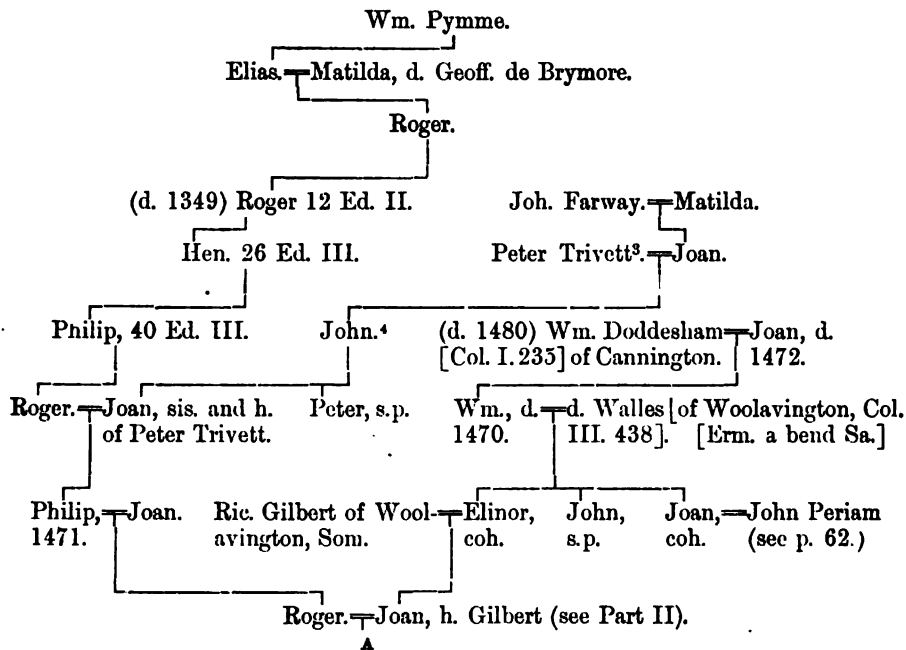 Wm. Pymme.
Elias. Matilda, d. Geoff. de Brymore.
Roger.
(d. 1349) Roger 12 Ed. II. Joh. Farway. Matilda.
Hen. 26 Ed. III. Peter Trivett³. Joan.
Philip, 40 Ed. III. John.⁴ (d. 1480) Wm. Doddesham Joan, d.
[Col. I. 235] of Cannington. 1472.
Roger. Joan, sis. and h. Peter, s.p. Wm., d. d. Walles [of Woolavington, Col.
of Peter Trivett. 1470. III. 438]. [Erm. a bend Sa.]
Philip, Joan. Ric. Gilbert of Wool- Elinor, John, Joan, John Periam
1471. avington, Som. coh. s.p. coh. (see p. 62.)
Roger. Joan, h. Gilbert (see Part II).
A